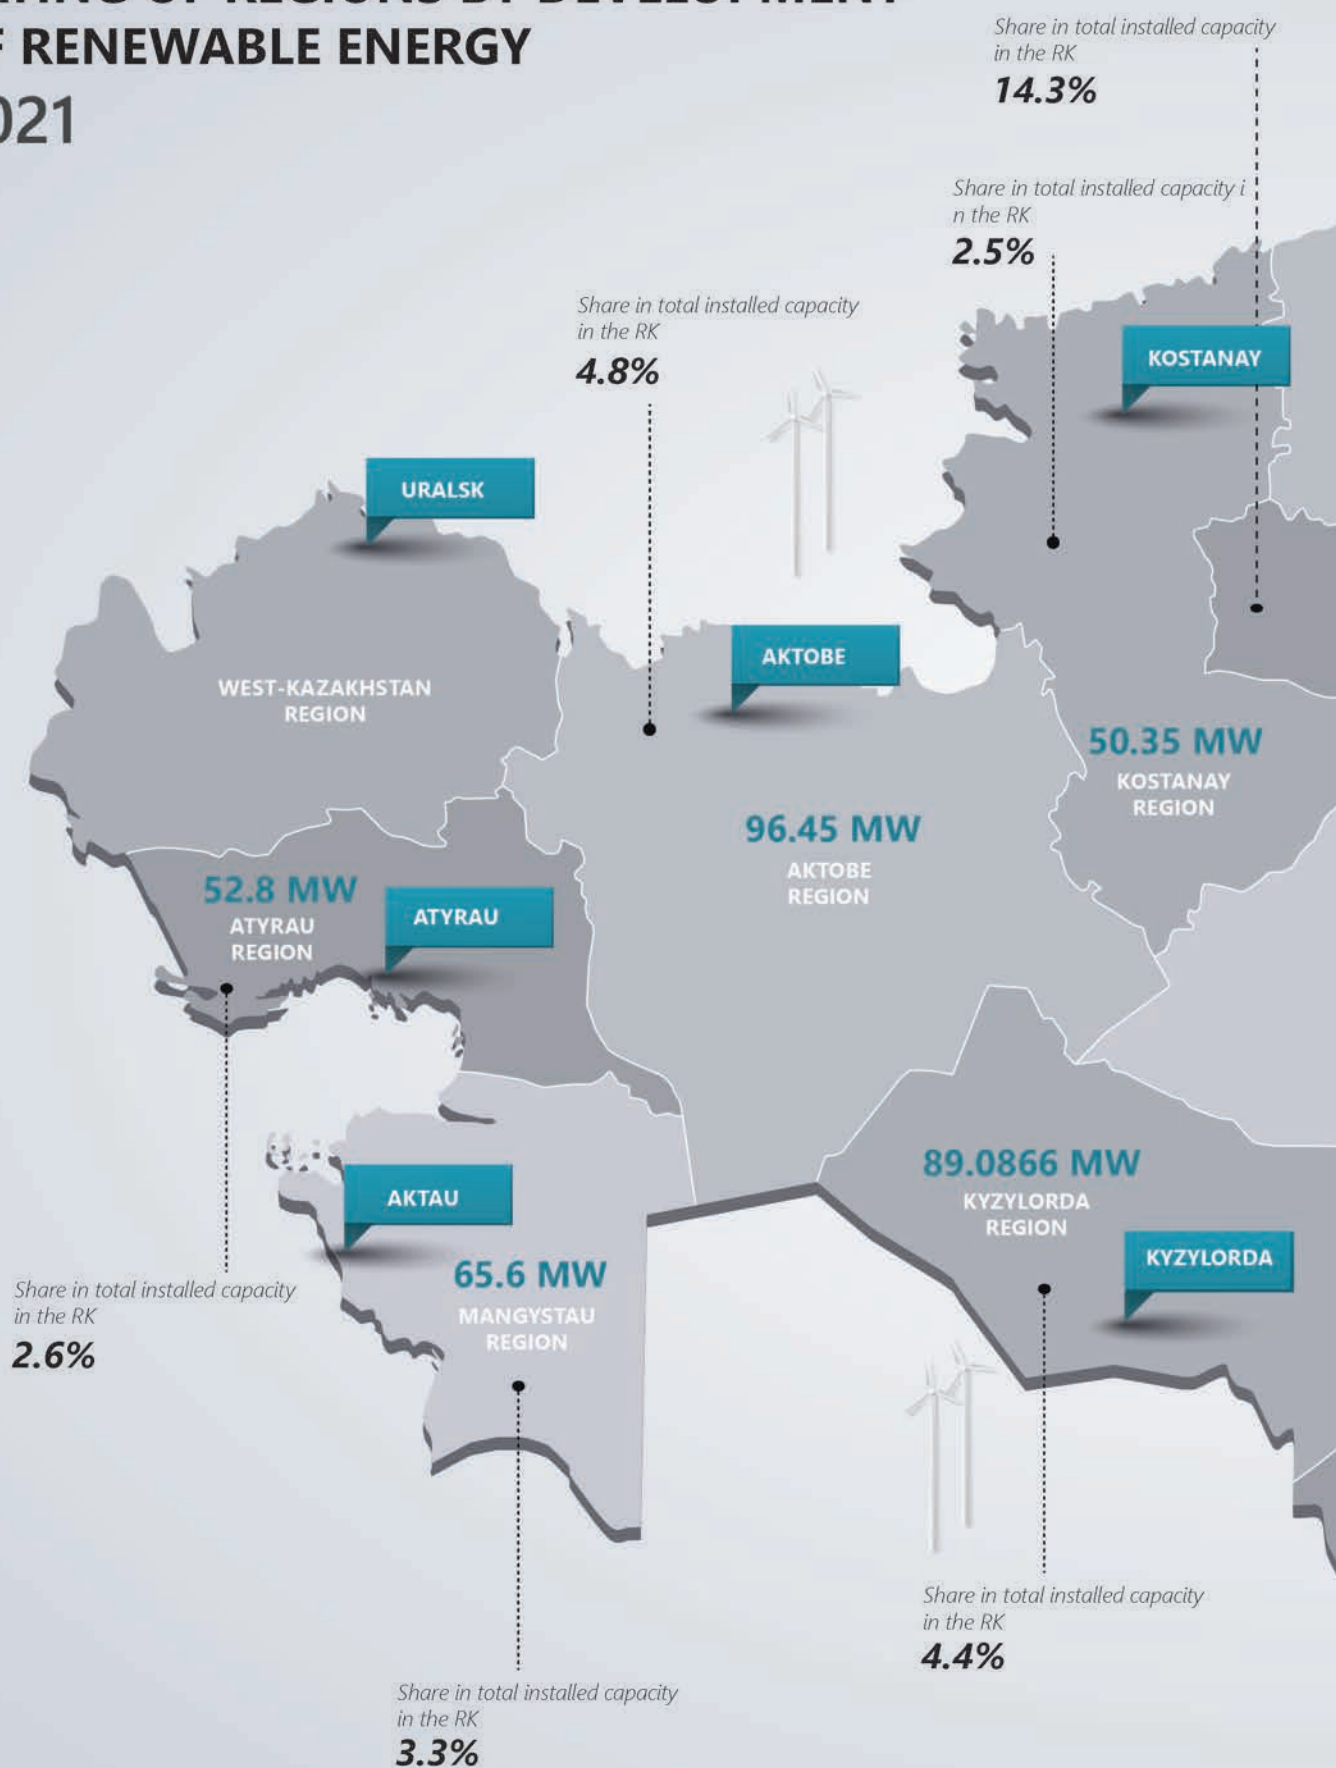 OF REGIONS BY DEVELOPMENT
RENEWABLE ENERGY
021
Share in total installed capacity
in the RK
14.3%
Share in total installed capacity i
n the RK
2.5%
Share in total installed capacity
in the RK
4.8%
KOSTANAY
URALSK
AKTOBE
WEST-KAZAKHSTAN
REGION
50.35 MW
KOSTANAY
REGION
96.45 MW
AKTOBE
REGION
52.8 MW
ATYRAU
REGION
ATYRAU
89.0866 MW
KYZYLORDA
REGION
AKTAU
KYZYLORDA
65.6 MW
MANGYSTAU
REGION
Share in total installed capacity
in the RK
2.6%
Share in total installed capacity
in the RK
4.4%
Share in total installed capacity
in the RK
3.3%